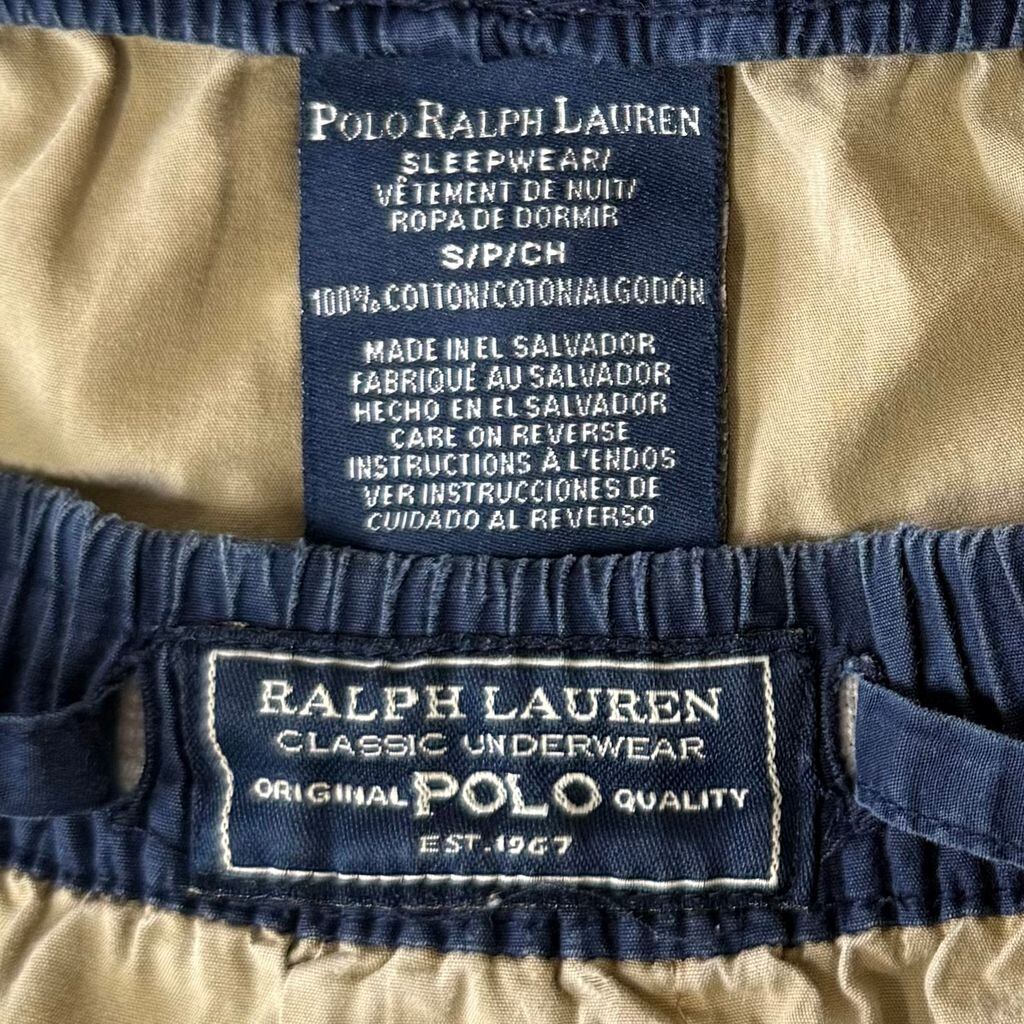 POLO RALPH LAUREN
SLEEPWEAR/
VÊTEMENT DE NUIT/
ROPA DE DORMIR
S/P/CH
100% COTTON/COTON/ALGODÓN
MADE IN EL SALVADOR
FABRIQUÉ AU SALVADOR
HECHO EN EL SALVADOR
CARE ON REVERSE
INSTRUCTIONS À L'ENDOS
VER INSTRUCCIONES DE
CUIDADO AL REVERSO
RALPH LAUREN
CLASSIC UNDERWEAR
ORIGINAL POLO QUALITY
EST. 1967